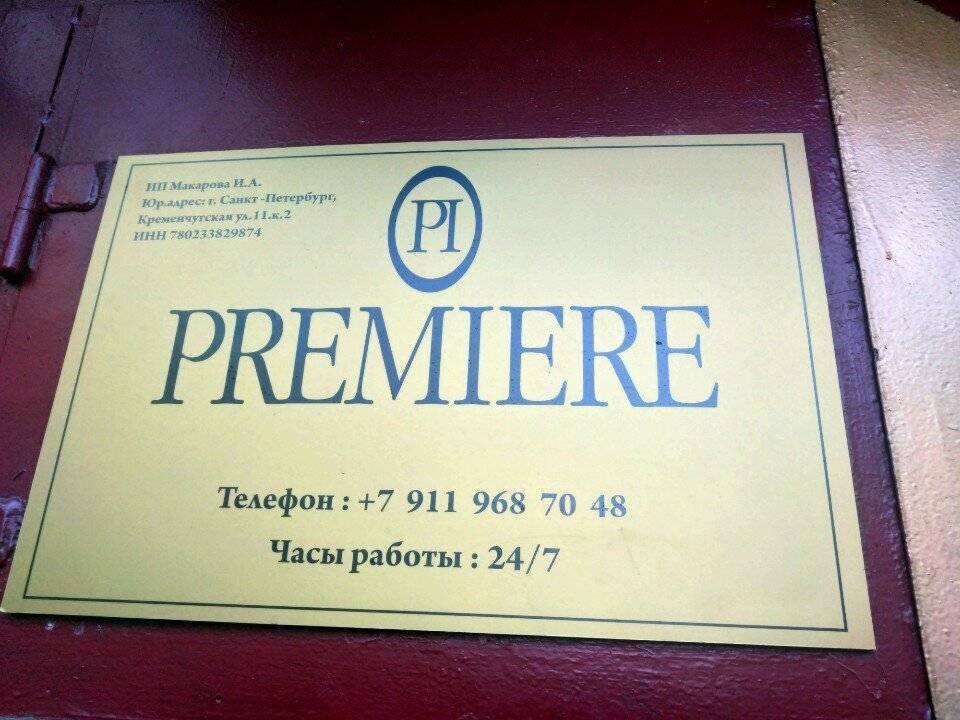 ИП Макарова И.А.
Юр.адрес: г. Санкт -Петербург,
Кременчугская ул.11.к.2
ИНН 780233829874
PI
PREMIERE
Телефон : +7 911 968 70 48
Часы работы : 24/7